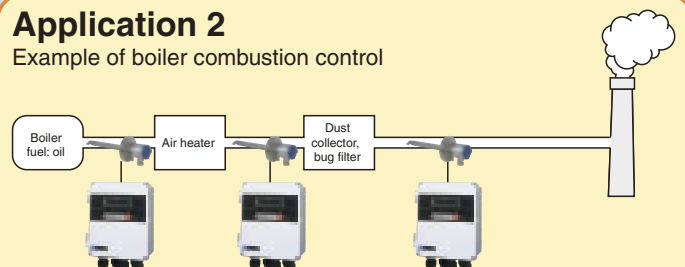 Application 2
Example of boiler combustion control
Boiler
fuel: oil
Air heater
Dust
collector,
bug filter